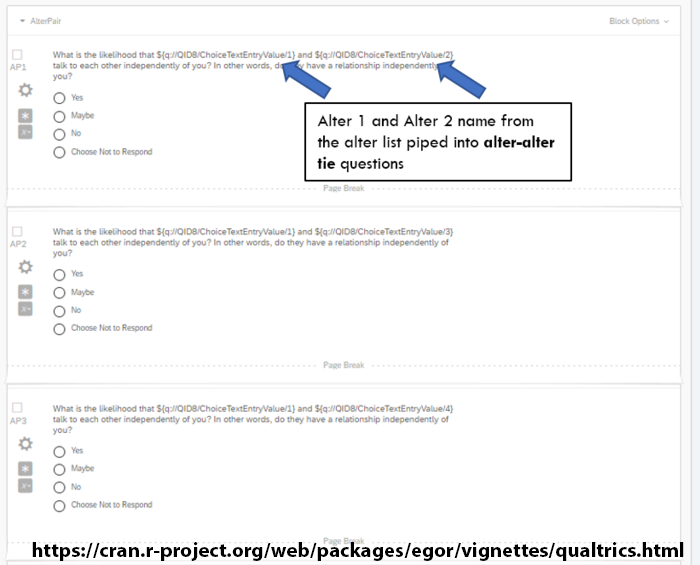 AlterPair
Block Options
What is the likelihood that ${q://QID8/ChoiceTextEntryValue/1} and ${q://QID8/ChoiceTextEntryValue/2}
AP1
talk to each other independently of you? In other words, do they have a relationship independently
you?
Yes
Maybe
No
Choose Not to Respond
Alter 1 and Alter 2 name from
the alter list piped into alter-alter
tie questions
Page Break
What is the likelihood that ${q://QID8/ChoiceTextEntryValue/1} and ${q://QID8/ChoiceTextEntryValue/3}
AP2
talk to each other independently of you? In other words, do they have a relationship independently of
you?
Yes
Maybe
No
Choose Not to Respond
Page Break
What is the likelihood that ${q://QID8/ChoiceTextEntryValue/1} and ${q://QID8/ChoiceTextEntryValue/4}
AP3
talk to each other independently of you? In other words, do they have a relationship independently of
you?
Yes
Maybe
No
Choose Not to Respond
Page Break
https://cran.r-project.org/web/packages/egor/vignettes/qualtrics.html